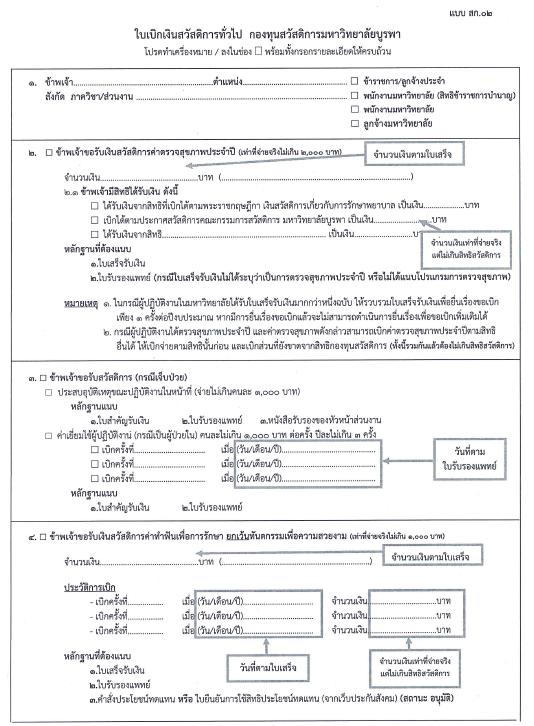 แบบ สก.๐๒
ใบเบิกเงินสวัสดิการทั่วไป กองทุนสวัสดิการมหาวิทยาลัยบูรพา
โปรดทำเครื่องหมาย / ลงในช่อง ☐ พร้อมทั้งกรอกรายละเอียดให้ครบถ้วน
๑. ข้าพเจ้า..................................................ตำแหน่ง................................................ ☐ ข้าราชการ/ลูกจ้างประจำ
สังกัด ภาควิชา/ส่วนงาน ........................................................................ ☐ พนักงานมหาวิทยาลัย (สิทธิข้าราชการบำนาญ)
☐ พนักงานมหาวิทยาลัย
☐ ลูกจ้างมหาวิทยาลัย
๒. ☐ ข้าพเจ้าขอรับเงินสวัสดิการค่าตรวจสุขภาพประจำปี (เท่าที่จ่ายจริงไม่เกิน ๒,๐๐๐ บาท) จำนวนเงินตามใบเสร็จ
จำนวนเงิน...................................บาท (......................................................)
๒.๑ ข้าพเจ้ามีสิทธิได้รับเงิน ดังนี้
☐ ได้รับเงินจากสิทธิที่เบิกได้ตามพระราชกฤษฎีกา เงินสวัสดิการเกี่ยวกับการรักษาพยาบาล เป็นเงิน..............บาท
☐ เบิกได้ตามประกาศสวัสดิการคณะกรรมการสวัสดิการ มหาวิทยาลัยบูรพา เป็นเงิน....................บาท
☐ ได้รับเงินจากสิทธิ.................................................... เป็นเงิน....................บา
จำนวนเงินเท่าที่จ่ายจริง
แต่ไม่เกินสิทธิสวัสดิการ
หลักฐานที่ต้องแนบ
๑.ใบเสร็จรับเงิน
๒.ใบรับรองแพทย์ (กรณีใบเสร็จรับเงินไม่ได้ระบุว่าเป็นการตรวจสุขภาพประจำปี หรือไม่ได้แนบโปรแกรมการตรวจสุขภาพ)
หมายเหตุ ๑. ในกรณีผู้ปฏิบัติงานในมหาวิทยาลัยได้รับใบเสร็จรับเงินมากกว่าหนึ่งฉบับ ให้รวบรวมใบเสร็จรับเงินเพื่อยื่นเรื่องขอเบิก
เพียง ๑ ครั้งต่อปีงบประมาณ หากมีการยื่นเรื่องขอเบิกแล้วจะไม่สามารถดำเนินการยื่นเรื่องเพื่อขอเบิกเพิ่มเติมได้
๒. กรณีผู้ปฏิบัติงานได้ตรวจสุขภาพประจำปี และค่าตรวจสุขภาพดังกล่าวสามารถเบิกค่าตรวจสุขภาพประจำปีตามสิทธิ
อื่นได้ ให้เบิกจ่ายตามสิทธินั้นก่อน และเบิกส่วนที่ยังขาดจากสิทธิกองทุนสวัสดิการ (ทั้งนี้รวมกันแล้วต้องไม่เกินสิทธิสวัสดิการ)
๓. ☐ ข้าพเจ้าขอรับสวัสดิการ (กรณีเจ็บป่วย)
☐ ประสบอุบัติเหตุขณะปฏิบัติงานในหน้าที่ (จ่ายไม่เกินคนละ ๑,๐๐๐ บาท)
หลักฐานแนบ
๑.ใบสำคัญรับเงิน ๒.ใบรับรองแพทย์ ๓.หนังสือรับรองของหัวหน้าส่วนงาน
☐ ค่าเยี่ยมไข้ผู้ปฏิบัติงาน (กรณีเป็นผู้ป่วยใน) คนละไม่เกิน ๑,๐๐๐ บาท ต่อครั้ง ปีละไม่เกิน ๓ ครั้ง
☐ เบิกครั้งที่.................. เมื่อ (วัน/เดือน/ปี)....................................
☐ เบิกครั้งที่.................. เมื่อ (วัน/เดือน/ปี)....................................
☐ เบิกครั้งที่.................. เมื่อ (วัน/เดือน/ปี)....................................
วันที่ตาม
ใบรับรองแพทย์
หลักฐานแนบ
๑.ใบสำคัญรับเงิน ๒.ใบรับรองแพทย์
๔. ☐ ข้าพเจ้าขอรับเงินสวัสดิการค่าทำฟันเพื่อการรักษา ยกเว้นทันตกรรมเพื่อความสวยงาม (เท่าที่จ่ายจริงไม่เกิน ๑,๐๐๐ บาท)
จำนวนเงิน...................................บาท (......................................................) จำนวนเงินตามใบเสร็จ
ประวัติการเบิก
- เบิกครั้งที่.............. เมื่อ (วัน/เดือน/ปี).............................. จำนวนเงิน.........................บาท
- เบิกครั้งที่.............. เมื่อ (วัน/เดือน/ปี).............................. จำนวนเงิน.........................บาท
- เบิกครั้งที่.............. เมื่อ (วัน/เดือน/ปี).............................. จำนวนเงิน.........................บาท
วันที่ตามใบเสร็จ
จำนวนเงินเท่าที่จ่ายจริง
แต่ไม่เกินสิทธิสวัสดิการ
หลักฐานที่ต้องแนบ
๑.ใบเสร็จรับเงิน
๒.ใบรับรองแพทย์
๓.คำสั่งประโยชน์ทดแทน หรือ ใบยืนยันการใช้สิทธิประโยชน์ทดแทน (จากเว็บประกันสังคม) (สถานะ อนุมัติ)